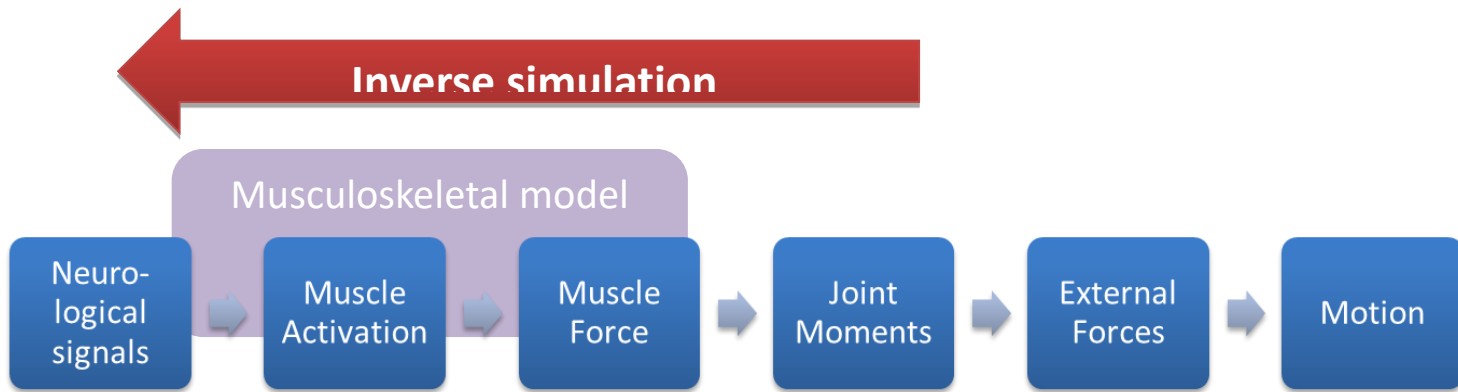 Inverse simulation
Musculoskeletal model
Neuro-
logical
signals
Muscle
Activation
Muscle
Force
Joint
Moments
External
Forces
Motion